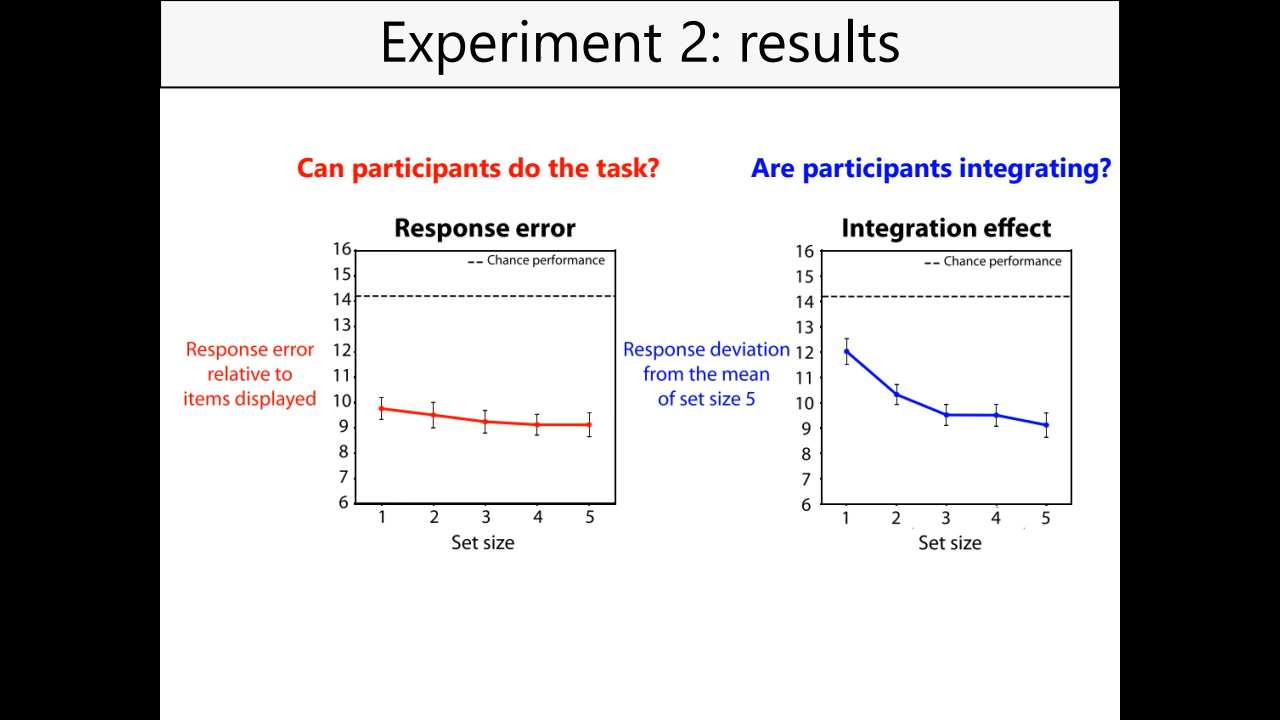 Experiment 2: results
Can participants do the task?
Are participants integrating?
Response error
-- Chance performance
16
15
14
13
12
11
10
9
8
7
6
Response error
relative to
items displayed
1 2 3 4 5
Set size
Integration effect
-- Chance performance
16
15
14
13
12
11
10
9
8
7
6
Response deviation
from the mean
of set size 5
1 2 3 4 5
Set size